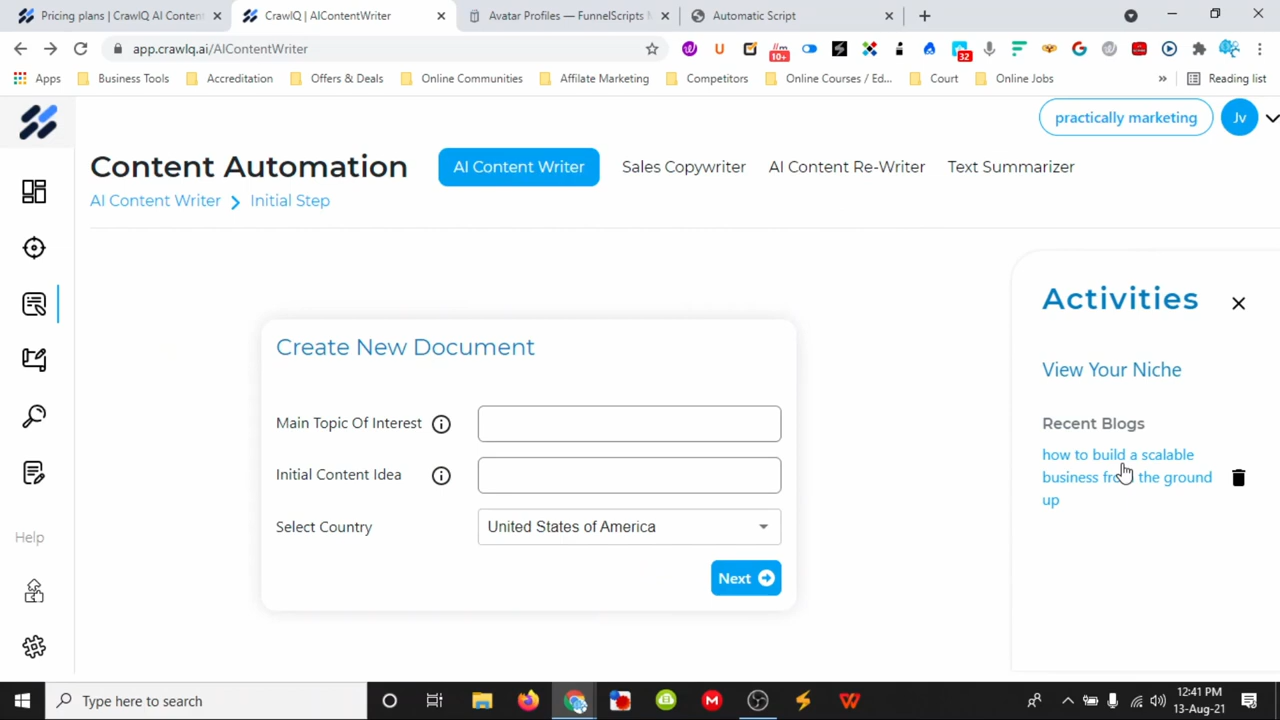 Pricing plans | CrawlQ AI Content
CrawlQ | AIContentWriter
Avatar Profiles — FunnelScripts M
Automatic Script
app.crawlq.ai/AIContentWriter
10+
32
Apps
Business Tools
Accreditation
Offers & Deals
Online Communities
Affilate Marketing
Competitors
Online Courses / Ed...
Court
Online Jobs
»
Reading list
practically marketing
Jv
Content Automation
AI Content Writer
Sales Copywriter
AI Content Re-Writer
Text Summarizer
AI Content Writer
Initial Step
Activities
View Your Niche
Recent Blogs
how to build a scalable
business from the ground
up
Create New Document
Main Topic Of Interest
Initial Content Idea
Select Country
United States of America
Next
Help
Type here to search
12:41 PM
13-Aug-21